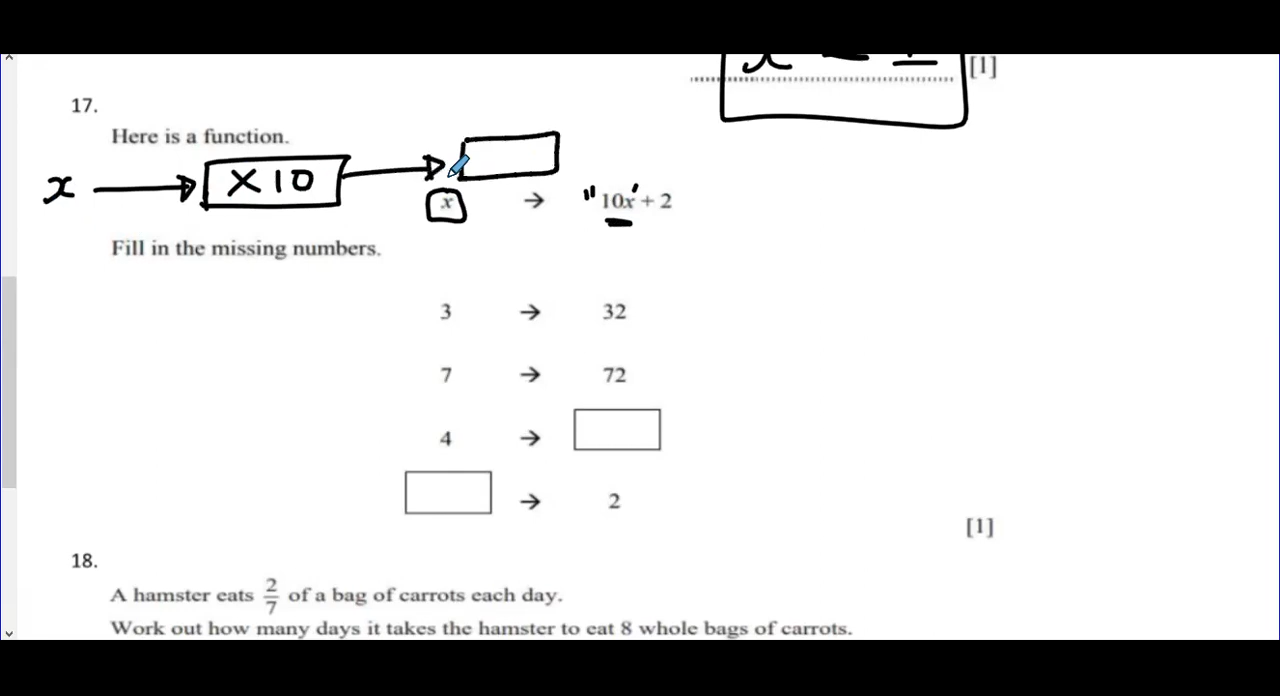 x = 
[1]
17.
Here is a function.
x → ×10 →
x → "10x' + 2
Fill in the missing numbers.
3 → 32
7 → 72
4 →
→ 2
[1]
18.
A hamster eats 2/7 of a bag of carrots each day.
Work out how many days it takes the hamster to eat 8 whole bags of carrots.